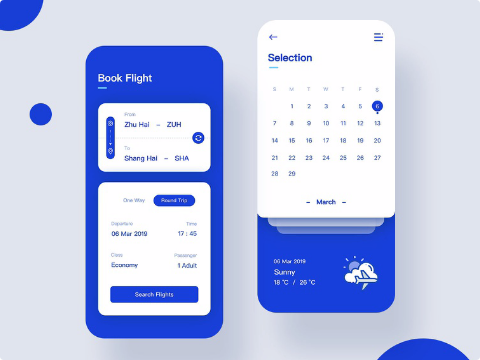 Book Flight
From
Zhu Hai – ZUH
To
Shang Hai – SHA
One Way Round Trip
Departure Time
06 Mar 2019 17 : 45
Class Passenger
Economy 1 Adult
Search Flights
Selection
S M T W T F S
1 2 3 4 5 6
7 8 9 10 11 12 13
14 15 16 17 18 19 20
21 22 23 24 25 26 27
28 29
– March –
06 Mar 2019
Sunny
18 °C / 26 °C